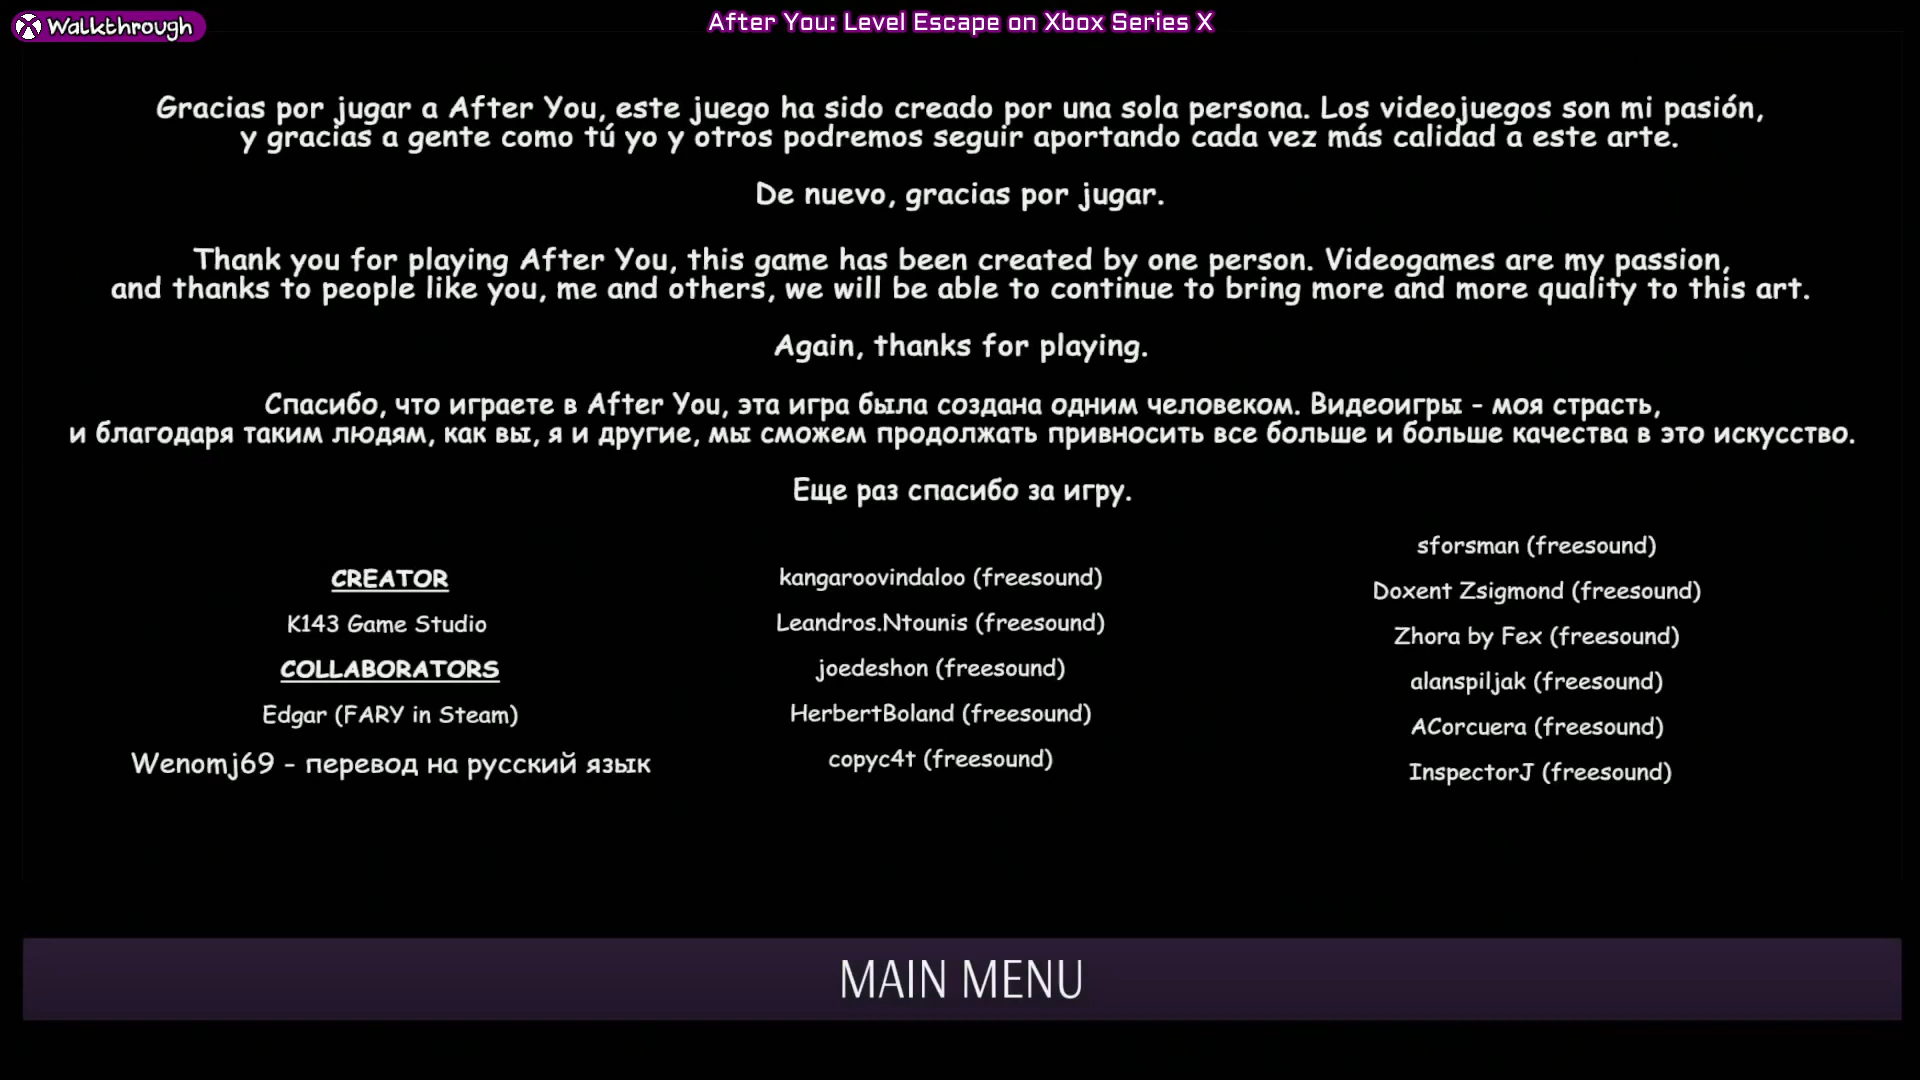 Walkthrough
After You: Level Escape on Xbox Series X
Gracias por jugar a After You, este juego ha sido creado por una sola persona. Los videojuegos son mi pasión,
y gracias a gente como tú yo y otros podremos seguir aportando cada vez más calidad a este arte.
De nuevo, gracias por jugar.
Thank you for playing After You, this game has been created by one person. Videogames are my passion,
and thanks to people like you, me and others, we will be able to continue to bring more and more quality to this art.
Again, thanks for playing.
Спасибо, что играете в After You, эта игра была создана одним человеком. Видеоигры - моя страсть,
и благодаря таким людям, как вы, я и другие, мы сможем продолжать привносить все больше и больше качества в это искусство.
Еще раз спасибо за игру.
CREATOR
K143 Game Studio
COLLABORATORS
Edgar (FARY in Steam)
Wenomj69 - перевод на русский язык
kangaroovindaloo (freesound)
Leandros.Ntounis (freesound)
joedeshon (freesound)
HerbertBoland (freesound)
copyc4t (freesound)
sforsman (freesound)
Doxent Zsigmond (freesound)
Zhora by Fex (freesound)
alanspiljak (freesound)
ACorcuera (freesound)
InspectorJ (freesound)
MAIN MENU